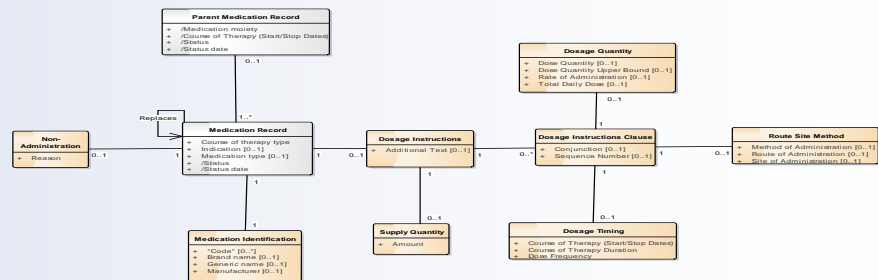 Parent Medication Record
+ /Medication moiety
+ /Course of Therapy (Start/Stop Dates)
+ /Status
+ /Status date
0..1
1..*
Replaces
Medication Record
+ Course of therapy type
+ Indication [0..1]
+ Medication type [0..1]
+ /Status
+ /Status date
Non-
Administration
+ Reason
0..1
1
1
0..1
Dosage Instructions
+ Additional Text [0..1]
1
0..*
1
0..1
Supply Quantity
+ Amount
Dosage Quantity
+ Dose Quantity [0..1]
+ Dose Quantity Upper Bound [0..1]
+ Rate of Administration [0..1]
+ Total Daily Dose [0..1]
0..1
1
Dosage Instructions Clause
+ Conjunction [0..1]
+ Sequence Number [0..1]
1
0..1
Route Site Method
+ Method of Administration [0..1]
+ Route of Administration [0..1]
+ Site of Administration [0..1]
1
0..1
Dosage Timing
+ Course of Therapy (Start/Stop Dates)
+ Course of Therapy Duration
+ Dose Frequency
1
1
Medication Identification
+ "Code" [0..*]
+ Brand name [0..1]
+ Generic name [0..1]
+ Manufacturer [0..1]